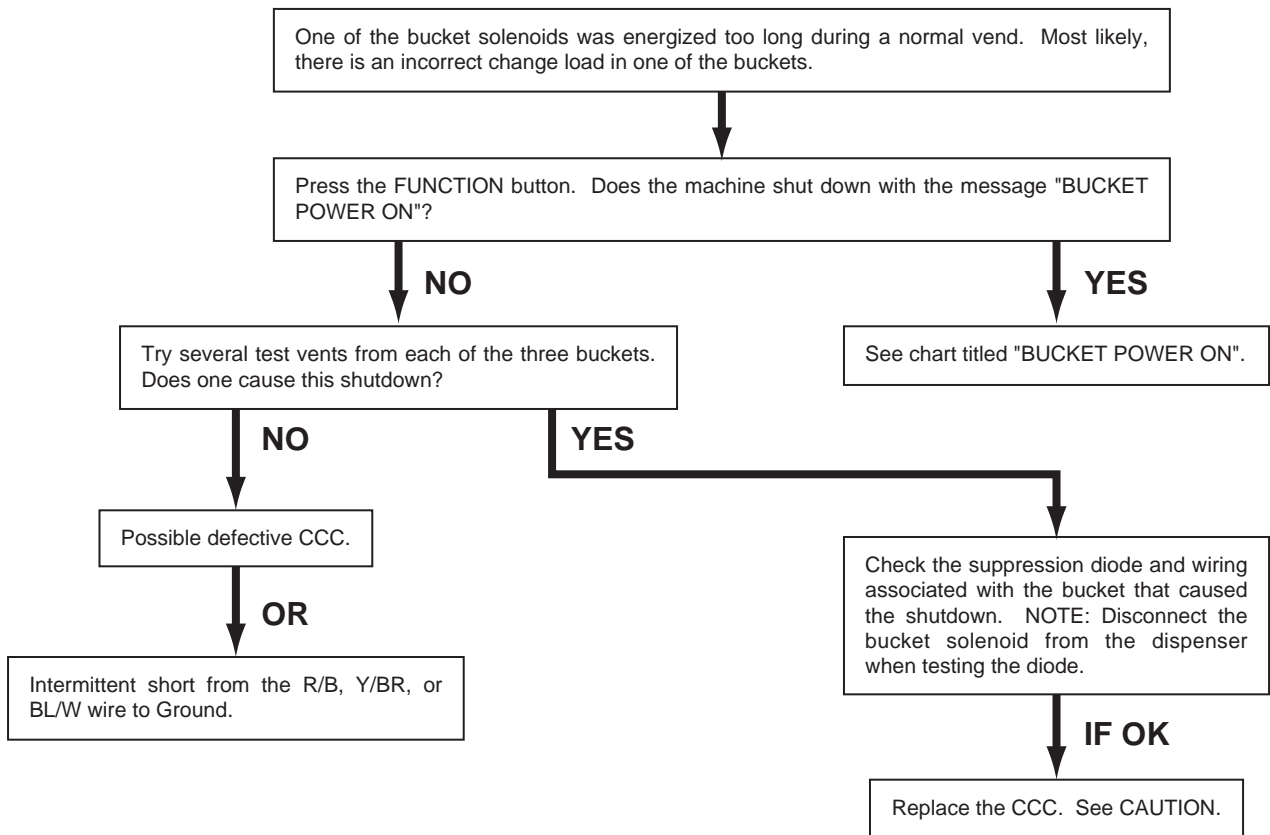 One of the bucket solenoids was energized too long during a normal vend. Most likely,
there is an incorrect change load in one of the buckets.
Press the FUNCTION button. Does the machine shut down with the message "BUCKET
POWER ON"?
NO
YES
Try several test vents from each of the three buckets.
Does one cause this shutdown?
See chart titled "BUCKET POWER ON".
NO
YES
Possible defective CCC.
OR
Intermittent short from the R/B, Y/BR, or
BL/W wire to Ground.
Check the suppression diode and wiring
associated with the bucket that caused
the shutdown. NOTE: Disconnect the
bucket solenoid from the dispenser
when testing the diode.
IF OK
Replace the CCC. See CAUTION.